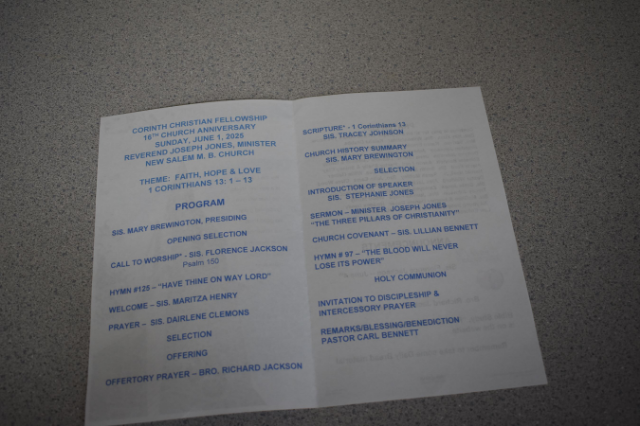 CORINTH CHRISTIAN FELLOWSHIP
16TH CHURCH ANNIVERSARY
SUNDAY, JUNE 1, 2025
REVEREND JOSEPH JONES, MINISTER
NEW SALEM M. B. CHURCH
THEME: FAITH, HOPE & LOVE
1 CORINTHIANS 13: 1 – 13
PROGRAM
SIS. MARY BREWINGTON, PRESIDING
OPENING SELECTION
CALL TO WORSHIP* - SIS. FLORENCE JACKSON
Psalm 150
HYMN #125 – "HAVE THINE ON WAY LORD"
WELCOME – SIS. MARITZA HENRY
PRAYER – SIS. DAIRLENE CLEMONS
SELECTION
OFFERING
OFFERTORY PRAYER – BRO. RICHARD JACKSON
SCRIPTURE* - 1 Corinthians 13
SIS. TRACEY JOHNSON
CHURCH HISTORY SUMMARY
SIS. MARY BREWINGTON
SELECTION
INTRODUCTION OF SPEAKER
SIS. STEPHANIE JONES
SERMON – MINISTER JOSEPH JONES
"THE THREE PILLARS OF CHRISTIANITY"
CHURCH COVENANT – SIS. LILLIAN BENNETT
HYMN # 97 – "THE BLOOD WILL NEVER
LOSE ITS POWER"
HOLY COMMUNION
INVITATION TO DISCIPLESHIP &
INTERCESSORY PRAYER
REMARKS/BLESSING/BENEDICTION
PASTOR CARL BENNETT